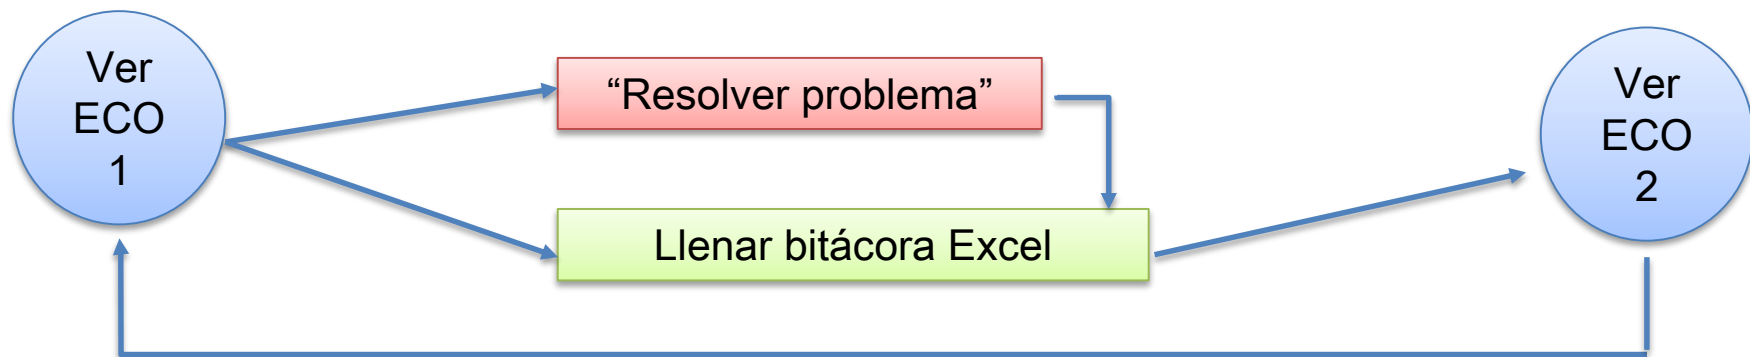 Ver
ECO
1
“Resolver problema”
Llenar bitácora Excel
Ver
ECO
2